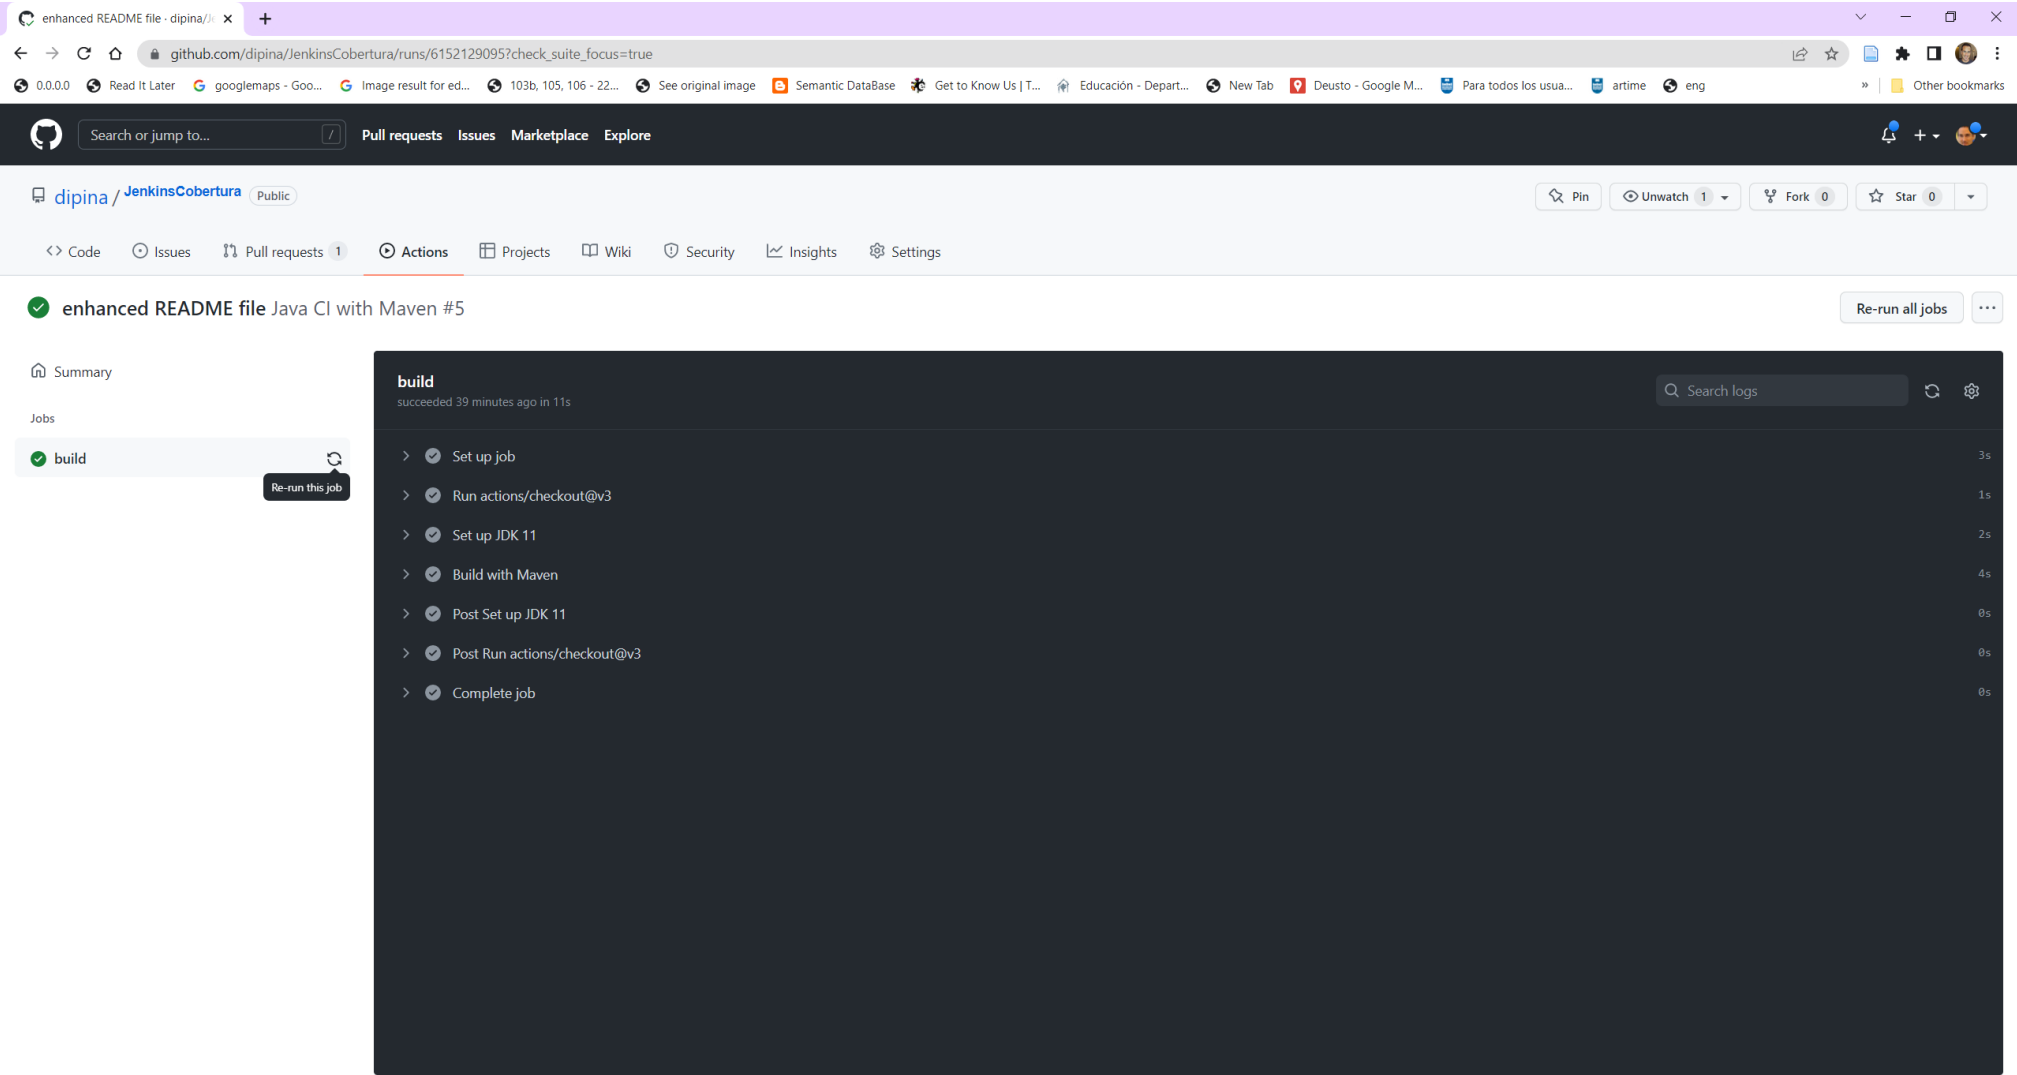 enhanced README file · dipina/Je
github.com/dipina/JenkinsCobertura/runs/6152129095?check_suite_focus=true
0.0.0.0 Read It Later googlemaps - Goo... Image result for ed... 103b, 105, 106 - 22... See original image Semantic DataBase Get to Know Us | T... Educación - Depart... New Tab Deusto - Google M... Para todos los usua... artime eng » Other bookmarks
Search or jump to... / Pull requests Issues Marketplace Explore
dipina / JenkinsCobertura Public Pin Unwatch 1 Fork 0 Star 0
Code Issues Pull requests 1 Actions Projects Wiki Security Insights Settings
enhanced README file Java CI with Maven #5 Re-run all jobs ...
Summary
Jobs
build
Re-run this job
build
succeeded 39 minutes ago in 11s
Search logs
Set up job 3s
Run actions/checkout@v3 1s
Set up JDK 11 2s
Build with Maven 4s
Post Set up JDK 11 0s
Post Run actions/checkout@v3 0s
Complete job 0s